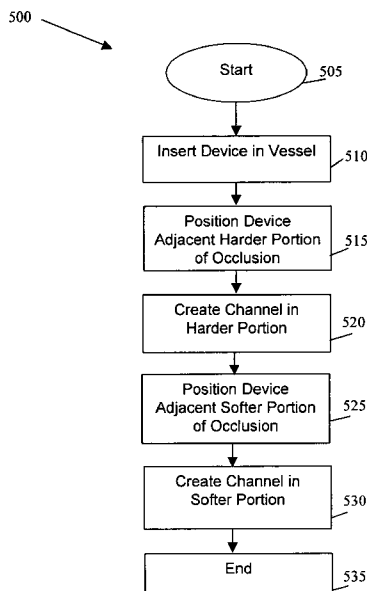 500
Start
505
Insert Device in Vessel
510
Position Device
Adjacent Harder Portion
of Occlusion
515
Create Channel in
Harder Portion
520
Position Device
Adjacent Softer Portion
of Occlusion
525
Create Channel in
Softer Portion
530
End
535